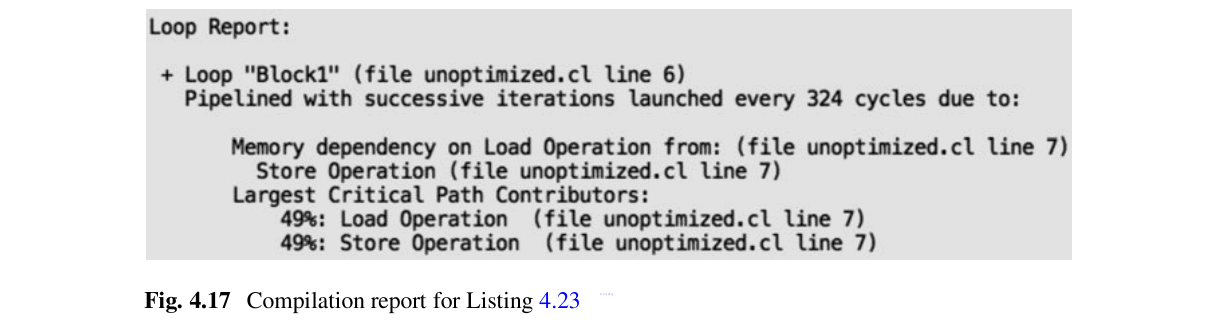 Loop Report:
+ Loop "Block1" (file unoptimized.cl line 6)
Pipelined with successive iterations launched every 324 cycles due to:
Memory dependency on Load Operation from: (file unoptimized.cl line 7)
Store Operation (file unoptimized.cl line 7)
Largest Critical Path Contributors:
49%: Load Operation (file unoptimized.cl line 7)
49%: Store Operation (file unoptimized.cl line 7)
Fig. 4.17 Compilation report for Listing 4.23